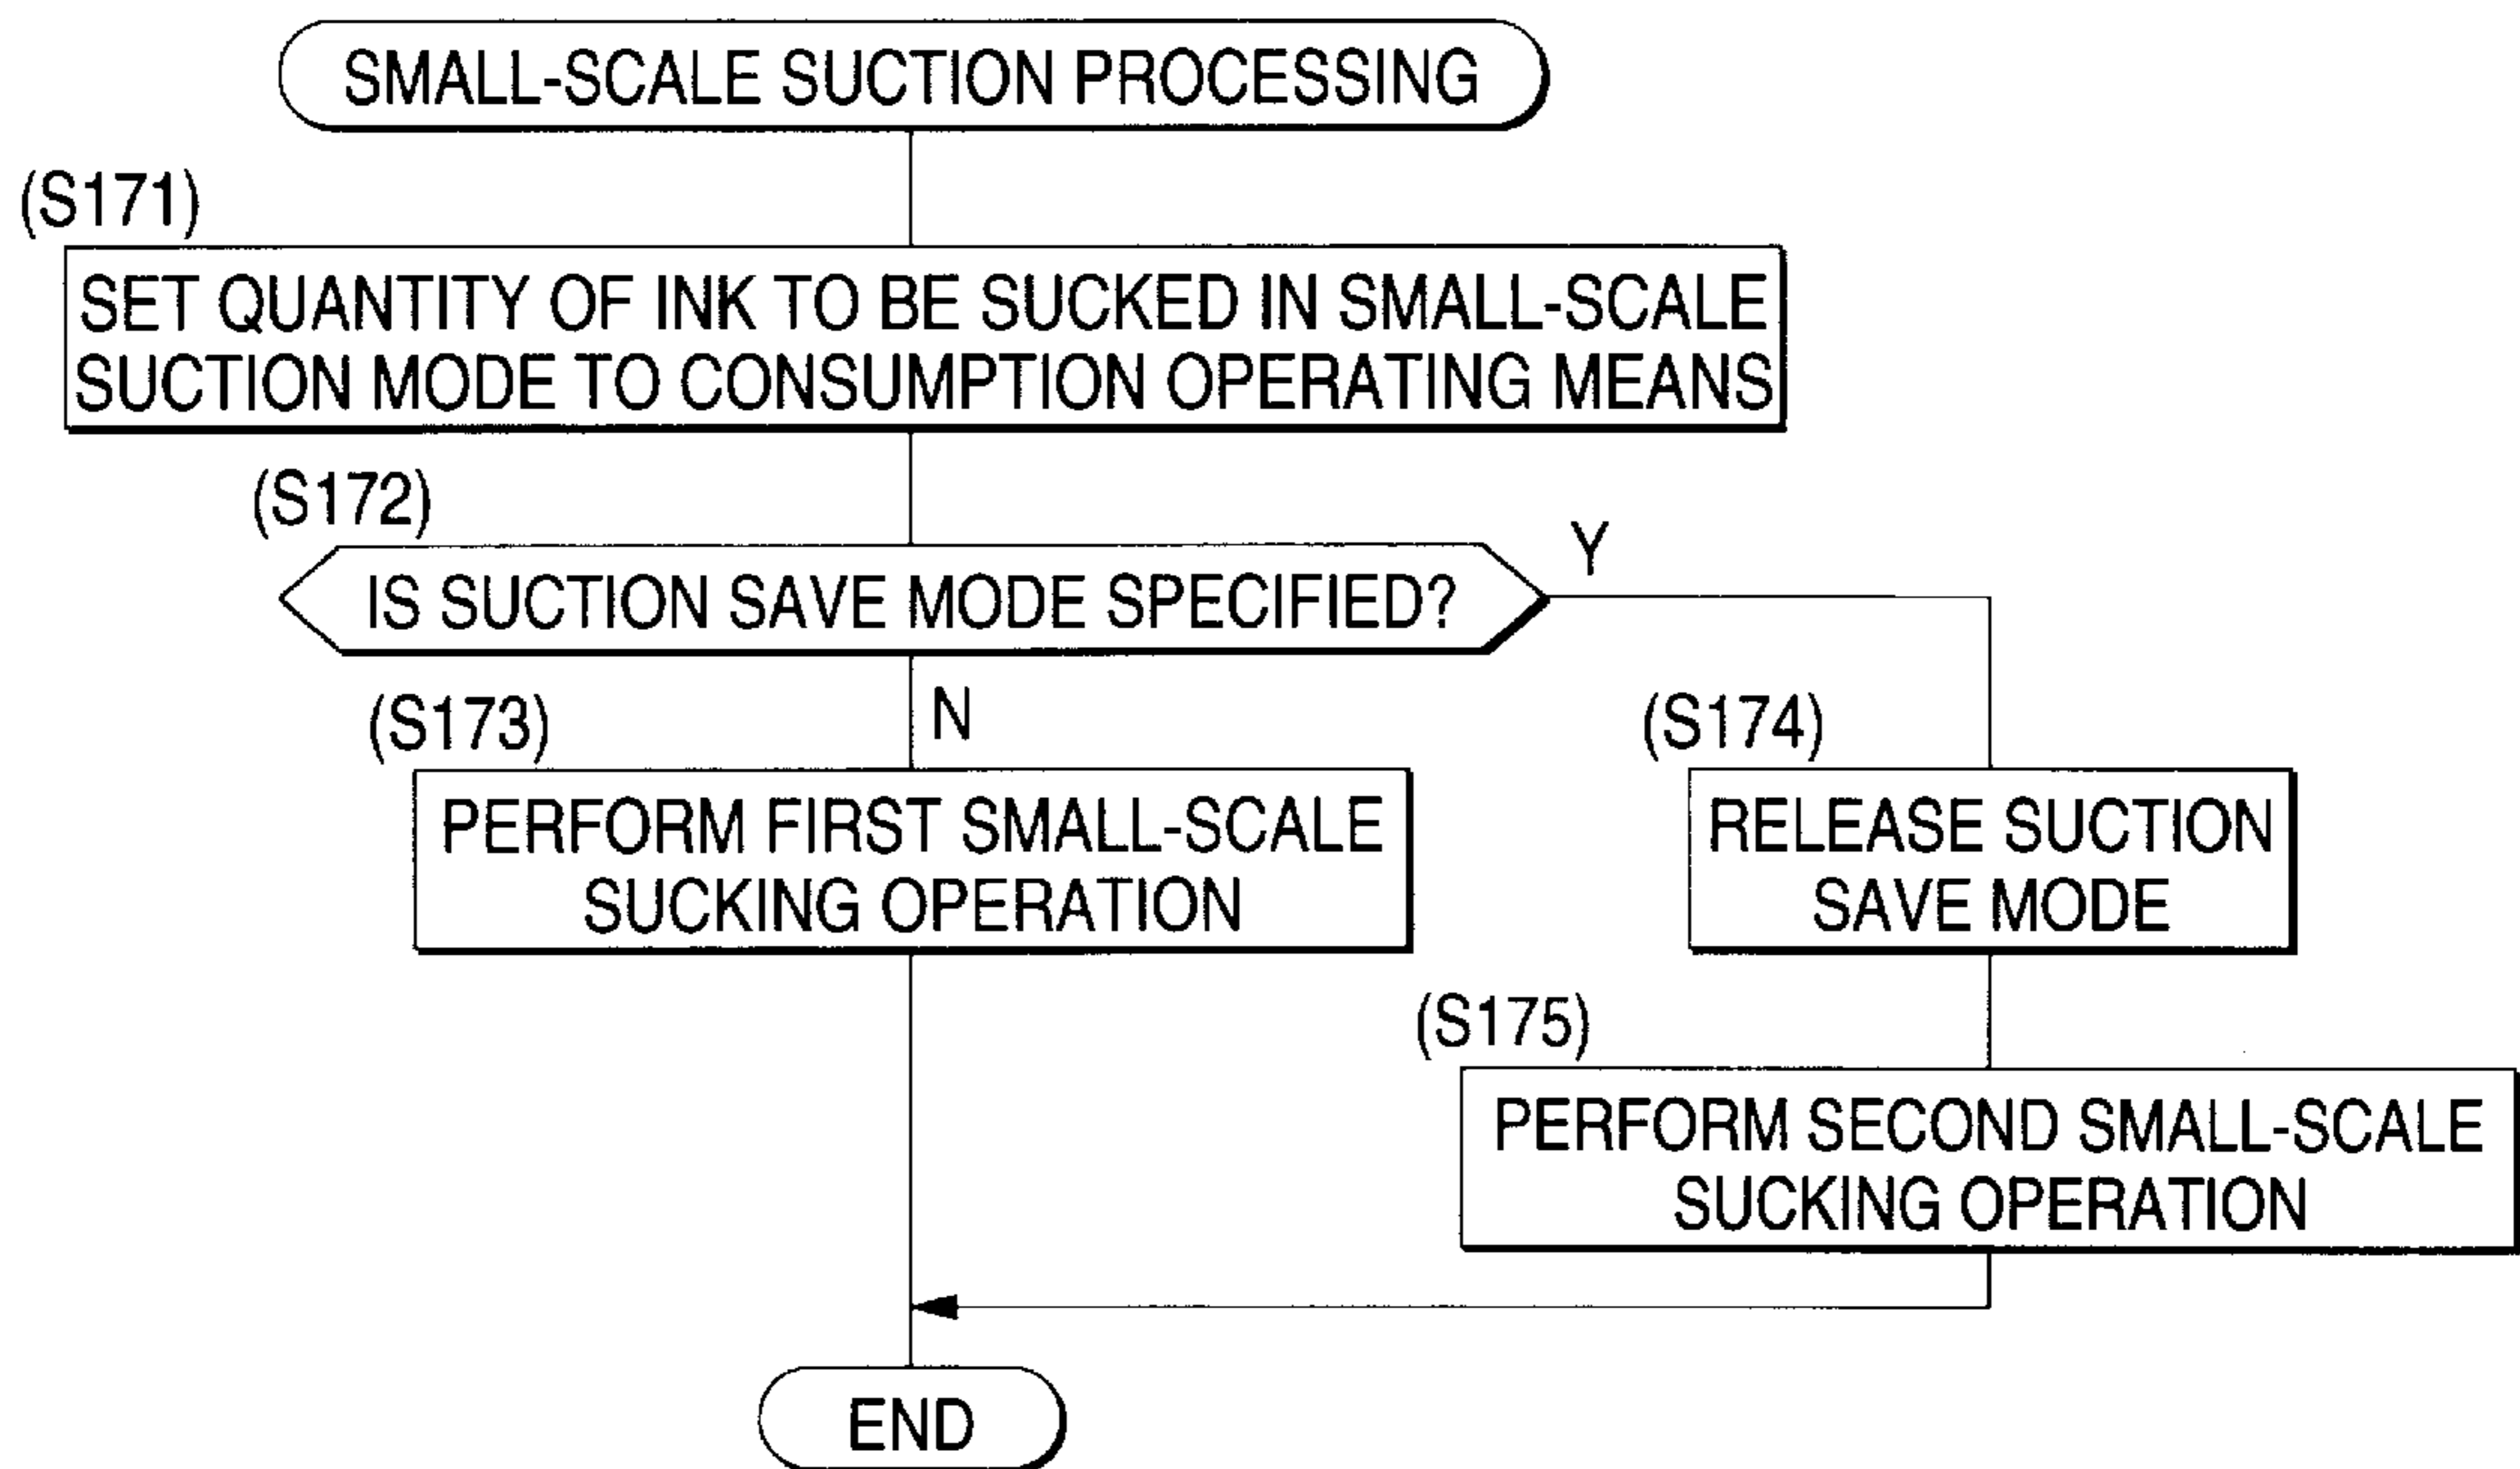 SMALL-SCALE SUCTION PROCESSING
(S171)
SET QUANTITY OF INK TO BE SUCKED IN SMALL-SCALE
SUCTION MODE TO CONSUMPTION OPERATING MEANS
(S172)
IS SUCTION SAVE MODE SPECIFIED?
Y
N
(S173)
PERFORM FIRST SMALL-SCALE
SUCKING OPERATION
(S174)
RELEASE SUCTION
SAVE MODE
(S175)
PERFORM SECOND SMALL-SCALE
SUCKING OPERATION
END